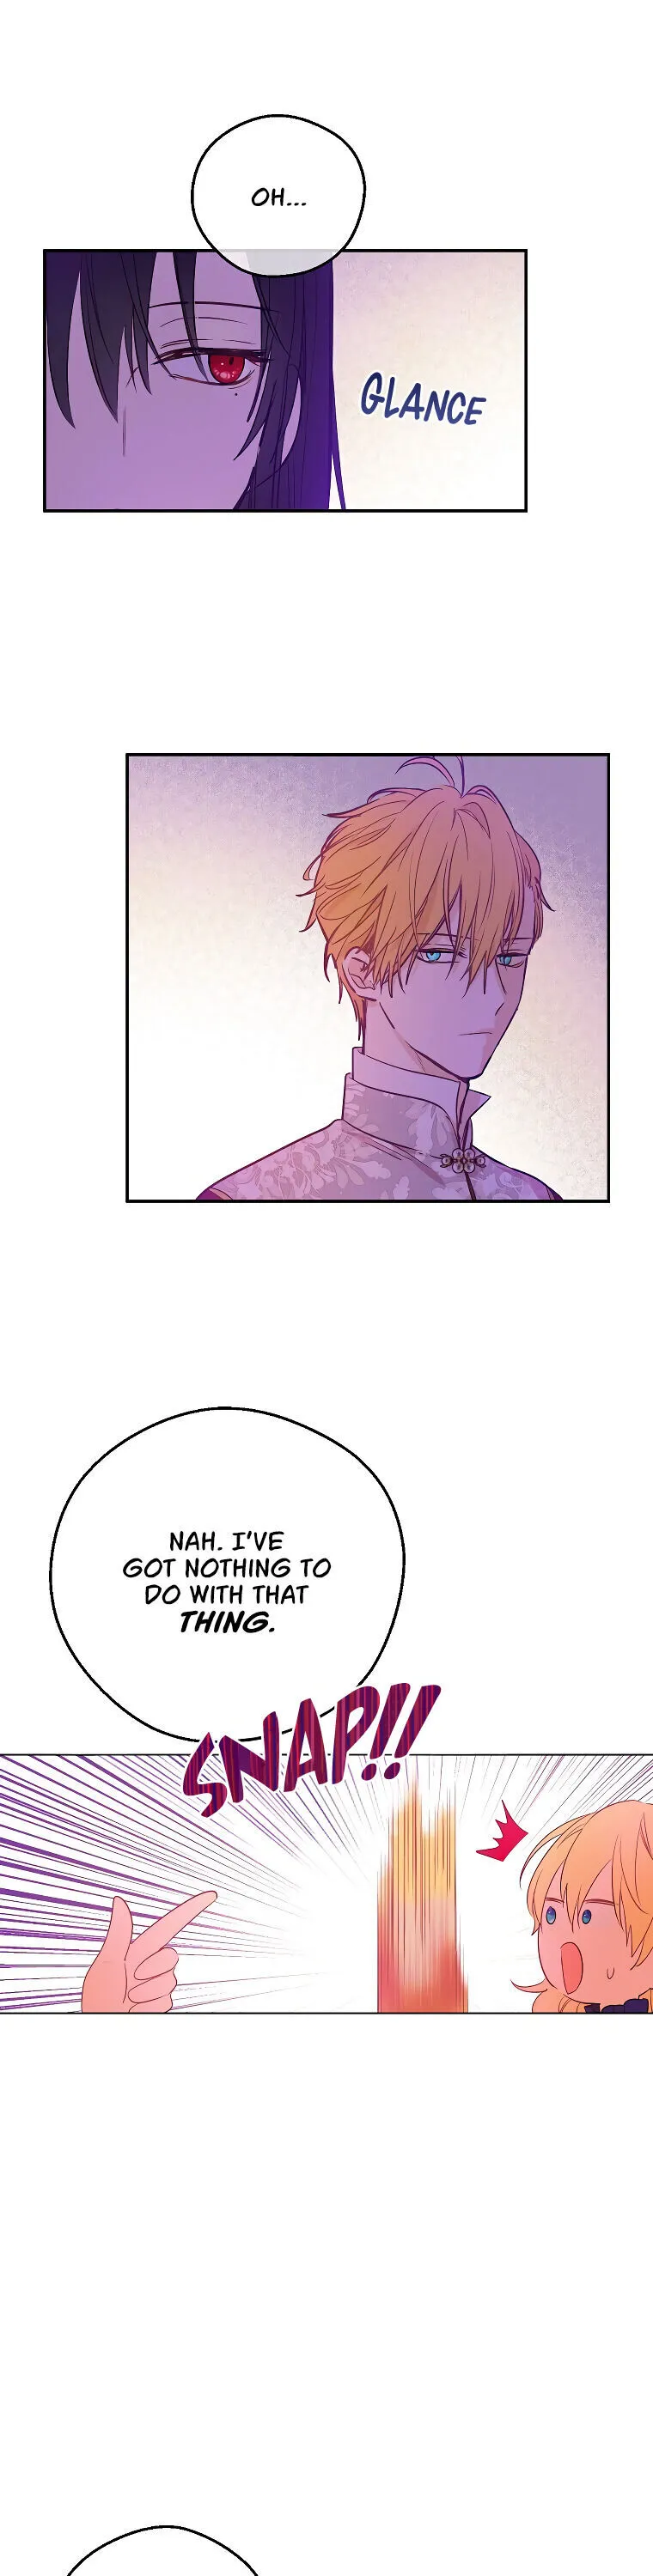 OH...
GLANCE
NAH. I'VE
GOT NOTHING TO
DO WITH THAT
THING.
SNAP!!